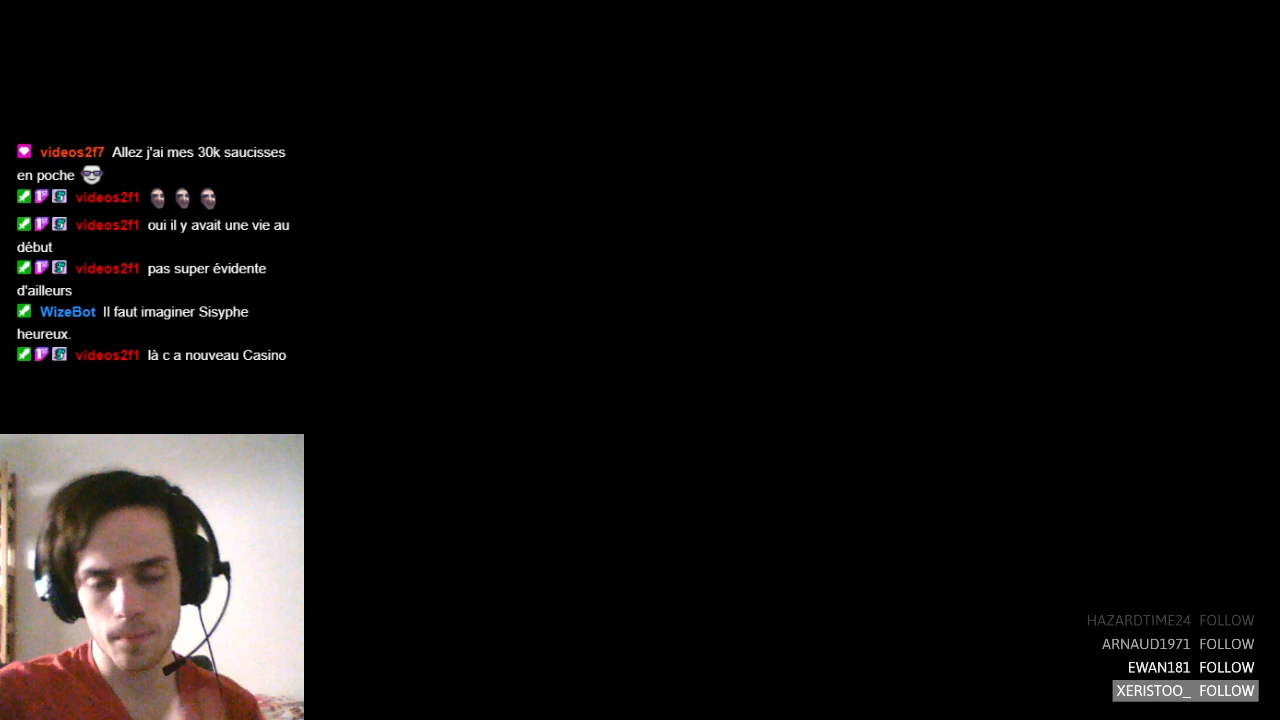 videos2f7 Allez j'ai mes 30k saucisses
en poche
videos2f1
videos2f1 oui il y avait une vie au
début
videos2f1 pas super évidente
d'ailleurs
WizeBot Il faut imaginer Sisyphe
heureux.
videos2f1 là c a nouveau Casino
HAZARDTIME24 FOLLOW
ARNAUD1971 FOLLOW
EWAN181 FOLLOW
XERISTOO_ FOLLOW